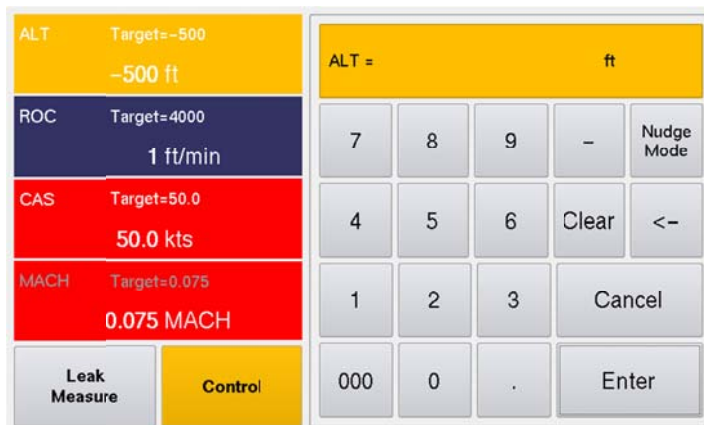 ALT Target=-500
-500 ft
ROC Target=4000
1 ft/min
CAS Target=50.0
50.0 kts
MACH Target=0.075
0.075 MACH
Leak
Measure
Control
ALT = ft
7 8 9 - Nudge
Mode
4 5 6 Clear <-
1 2 3 Cancel
000 0 . Enter